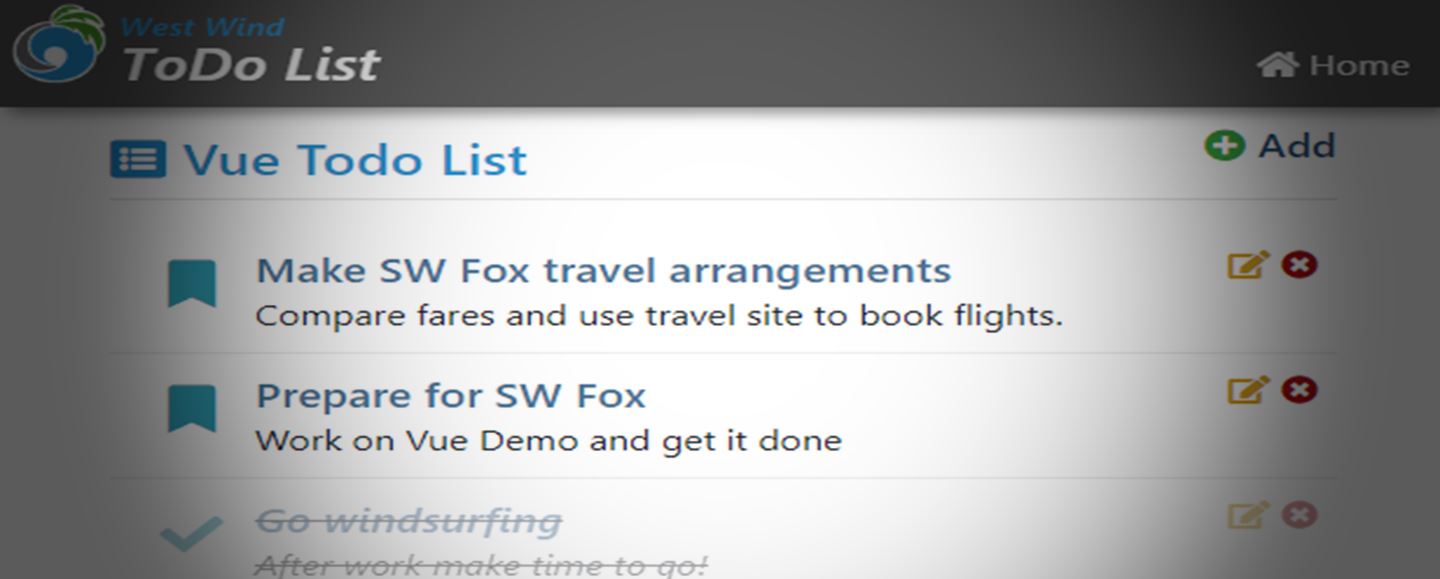 West Wind
ToDo List
Home
Vue Todo List
Add
Make SW Fox travel arrangements
Compare fares and use travel site to book flights.
Prepare for SW Fox
Work on Vue Demo and get it done
Go windsurfing
After work make time to go!